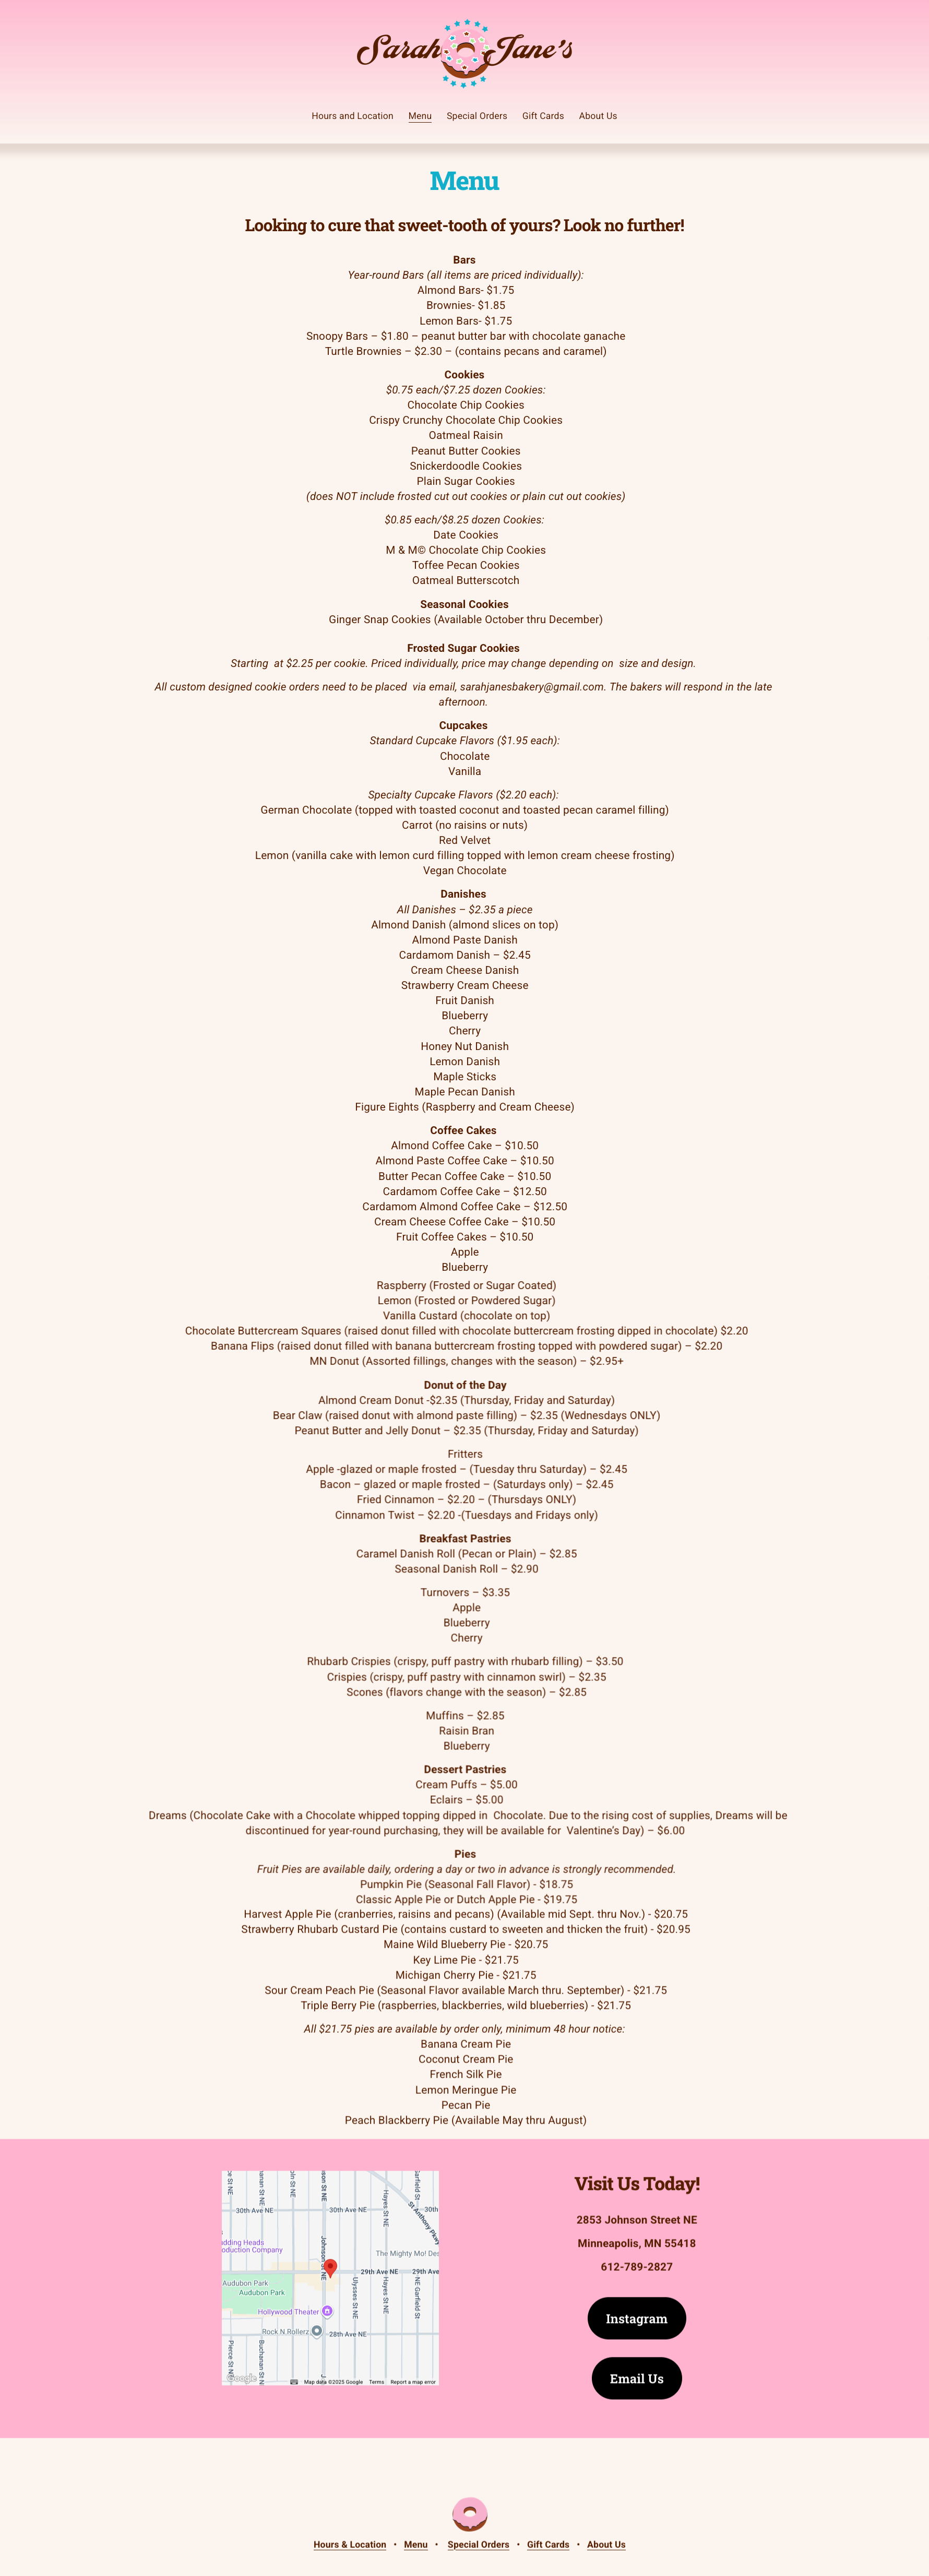 Sarah Jane's
Hours and Location Menu Special Orders Gift Cards About Us
Menu
Looking to cure that sweet-tooth of yours? Look no further!
Bars
Year-round Bars (all items are priced individually):
Almond Bars- $1.75
Brownies- $1.85
Lemon Bars- $1.75
Snoopy Bars – $1.80 – peanut butter bar with chocolate ganache
Turtle Brownies – $2.30 – (contains pecans and caramel)
Cookies
$0.75 each/$7.25 dozen Cookies:
Chocolate Chip Cookies
Crispy Crunchy Chocolate Chip Cookies
Oatmeal Raisin
Peanut Butter Cookies
Snickerdoodle Cookies
Plain Sugar Cookies
(does NOT include frosted cut out cookies or plain cut out cookies)
$0.85 each/$8.25 dozen Cookies:
Date Cookies
M & M© Chocolate Chip Cookies
Toffee Pecan Cookies
Oatmeal Butterscotch
Seasonal Cookies
Ginger Snap Cookies (Available October thru December)
Frosted Sugar Cookies
Starting at $2.25 per cookie. Priced individually, price may change depending on size and design.
All custom designed cookie orders need to be placed via email, sarahjanesbakery@gmail.com. The bakers will respond in the late
afternoon.
Cupcakes
Standard Cupcake Flavors ($1.95 each):
Chocolate
Vanilla
Specialty Cupcake Flavors ($2.20 each):
German Chocolate (topped with toasted coconut and toasted pecan caramel filling)
Carrot (no raisins or nuts)
Red Velvet
Lemon (vanilla cake with lemon curd filling topped with lemon cream cheese frosting)
Vegan Chocolate
Danishes
All Danishes – $2.35 a piece
Almond Danish (almond slices on top)
Almond Paste Danish
Cardamom Danish – $2.45
Cream Cheese Danish
Strawberry Cream Cheese
Fruit Danish
Blueberry
Cherry
Honey Nut Danish
Lemon Danish
Maple Sticks
Maple Pecan Danish
Figure Eights (Raspberry and Cream Cheese)
Coffee Cakes
Almond Coffee Cake – $10.50
Almond Paste Coffee Cake – $10.50
Butter Pecan Coffee Cake – $10.50
Cardamom Coffee Cake – $12.50
Cardamom Almond Coffee Cake – $12.50
Cream Cheese Coffee Cake – $10.50
Fruit Coffee Cakes – $10.50
Apple
Blueberry
Raspberry (Frosted or Sugar Coated)
Lemon (Frosted or Powdered Sugar)
Vanilla Custard (chocolate on top)
Chocolate Buttercream Squares (raised donut filled with chocolate buttercream frosting dipped in chocolate) $2.20
Banana Flips (raised donut filled with banana buttercream frosting topped with powdered sugar) – $2.20
MN Donut (Assorted fillings, changes with the season) – $2.95+
Donut of the Day
Almond Cream Donut -$2.35 (Thursday, Friday and Saturday)
Bear Claw (raised donut with almond paste filling) – $2.35 (Wednesdays ONLY)
Peanut Butter and Jelly Donut – $2.35 (Thursday, Friday and Saturday)
Fritters
Apple -glazed or maple frosted – (Tuesday thru Saturday) – $2.45
Bacon – glazed or maple frosted – (Saturdays only) – $2.45
Fried Cinnamon – $2.20 – (Thursdays ONLY)
Cinnamon Twist – $2.20 -(Tuesdays and Fridays only)
Breakfast Pastries
Caramel Danish Roll (Pecan or Plain) – $2.85
Seasonal Danish Roll – $2.90
Turnovers – $3.35
Apple
Blueberry
Cherry
Rhubarb Crispies (crispy, puff pastry with rhubarb filling) – $3.50
Crispies (crispy, puff pastry with cinnamon swirl) – $2.35
Scones (flavors change with the season) – $2.85
Muffins – $2.85
Raisin Bran
Blueberry
Dessert Pastries
Cream Puffs – $5.00
Eclairs – $5.00
Dreams (Chocolate Cake with a Chocolate whipped topping dipped in Chocolate. Due to the rising cost of supplies, Dreams will be
discontinued for year-round purchasing, they will be available for Valentine's Day) – $6.00
Pies
Fruit Pies are available daily, ordering a day or two in advance is strongly recommended.
Pumpkin Pie (Seasonal Fall Flavor) - $18.75
Classic Apple Pie or Dutch Apple Pie - $19.75
Harvest Apple Pie (cranberries, raisins and pecans) (Available mid Sept. thru Nov.) - $20.75
Strawberry Rhubarb Custard Pie (contains custard to sweeten and thicken the fruit) - $20.95
Maine Wild Blueberry Pie - $20.75
Key Lime Pie - $21.75
Michigan Cherry Pie - $21.75
Sour Cream Peach Pie (Seasonal Flavor available March thru. September) - $21.75
Triple Berry Pie (raspberries, blackberries, wild blueberries) - $21.75
All $21.75 pies are available by order only, minimum 48 hour notice:
Banana Cream Pie
Coconut Cream Pie
French Silk Pie
Lemon Meringue Pie
Pecan Pie
Peach Blackberry Pie (Available May thru August)
30th Ave NE 30th Ave NE 30th
Hayes St NE
St Anthony Pkwy
Johnson St NE
The Mighty Mo! Des
29th Ave NE 29th Ave
Audubon Park
Audubon Park
Ulysses St NE
Hayes St NE
NE Garfield St
Hollywood Theater
Rock N Rollerz
28th Ave NE
Pierce St NE
Buchanan St N
Google
Map data ©2025 Google Terms Report a map error
Visit Us Today!
2853 Johnson Street NE
Minneapolis, MN 55418
612-789-2827
Instagram
Email Us
Hours & Location • Menu • Special Orders • Gift Cards • About Us